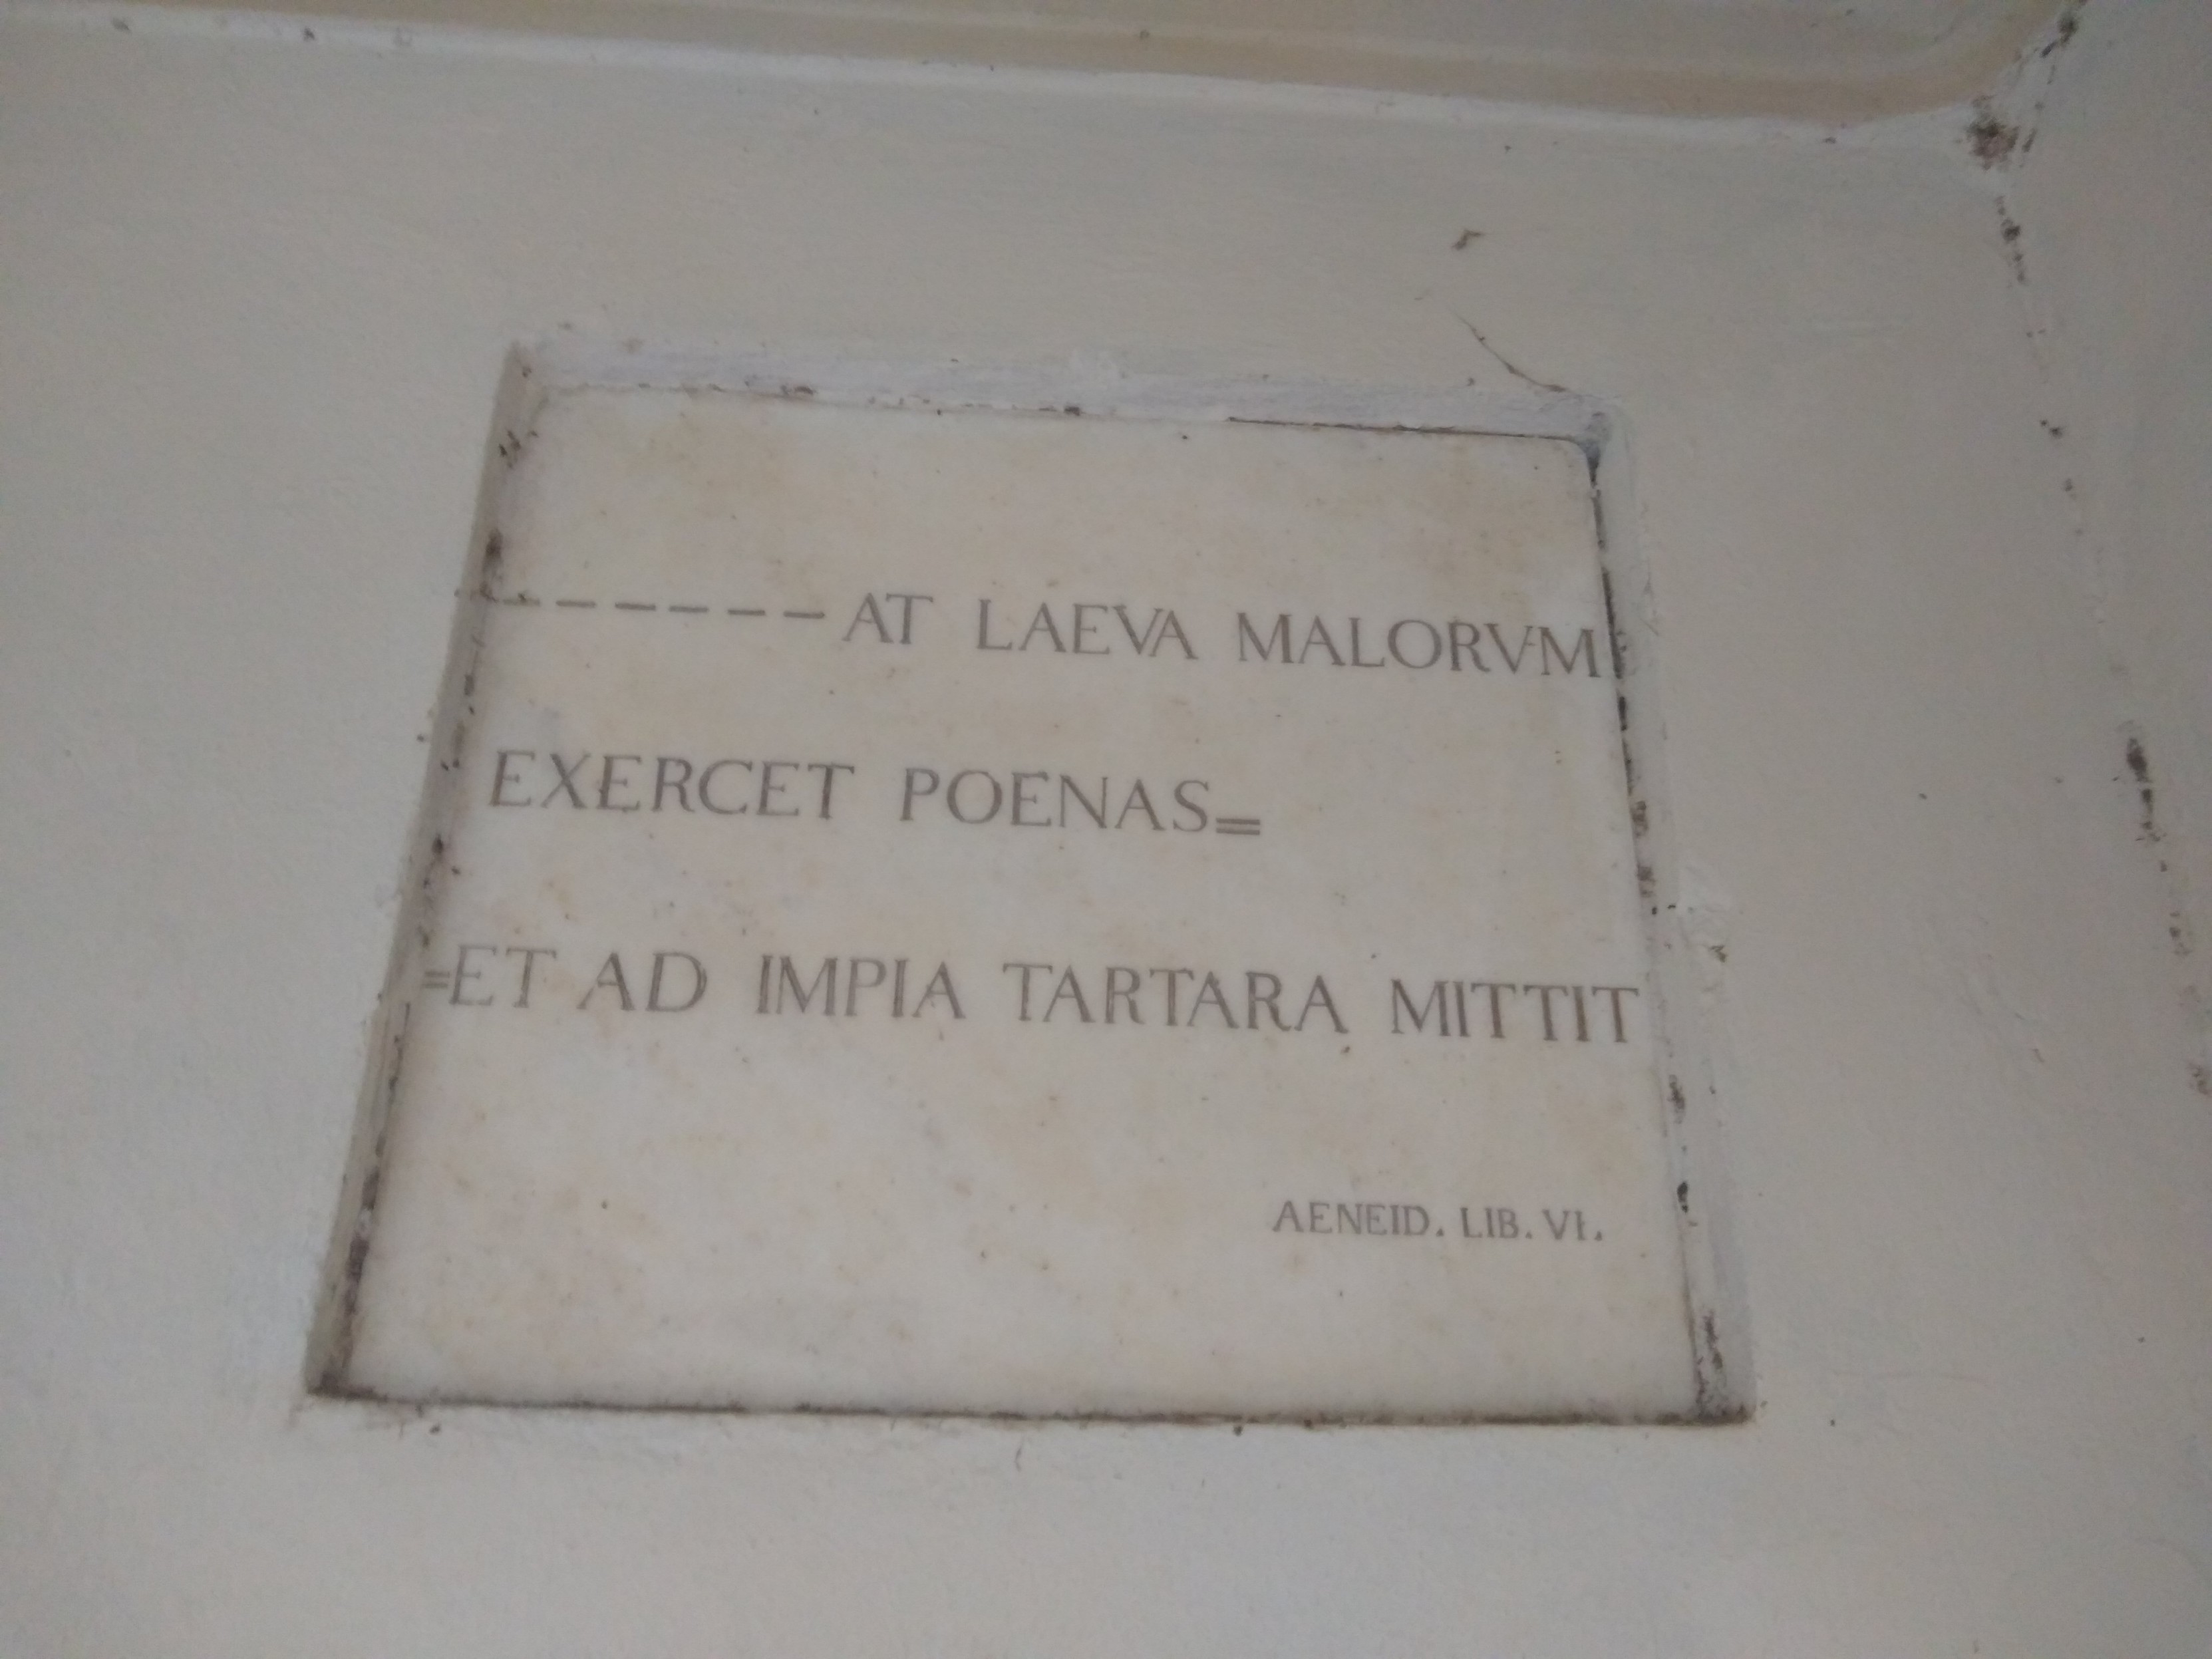 ------ AT LAEVA MALORVM
EXERCET POENAS=
=ET AD IMPIA TARTARA MITTIT
AENEID. LIB. VI.